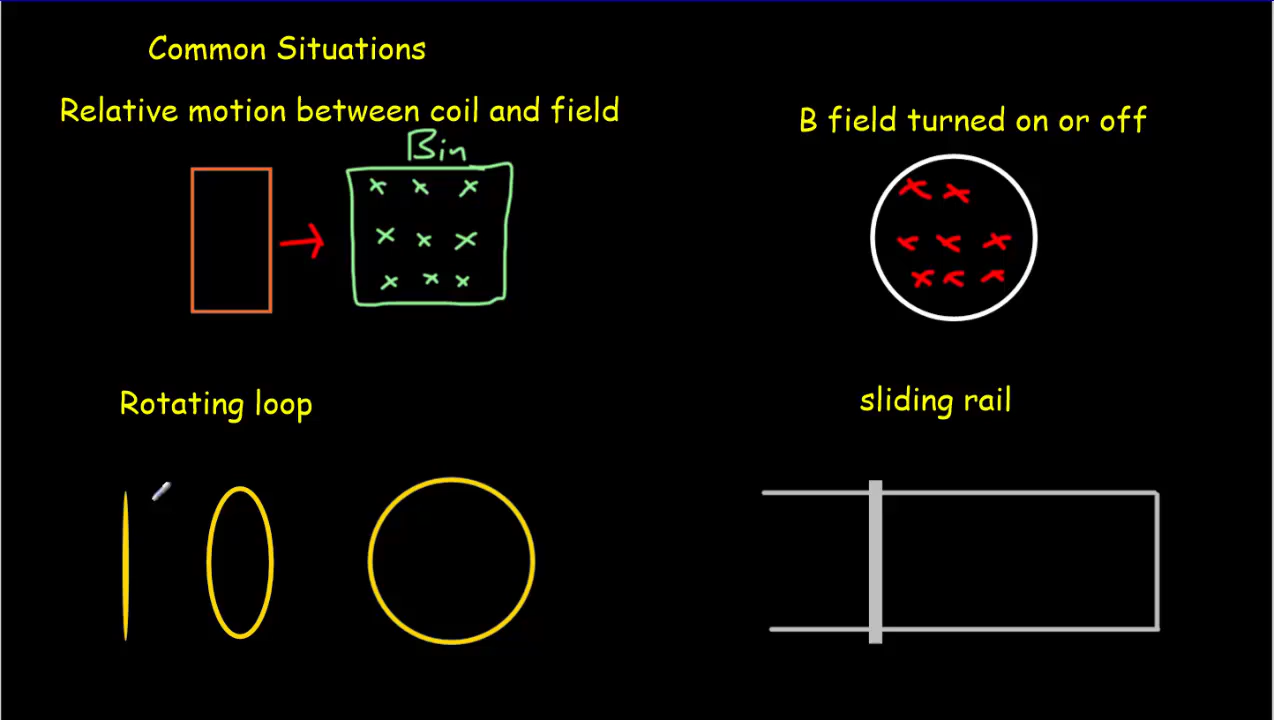 Common Situations
Relative motion between coil and field
Bin
x x x
x x x
x x x
B field turned on or off
x x
x x x
x x x
Rotating loop
sliding rail